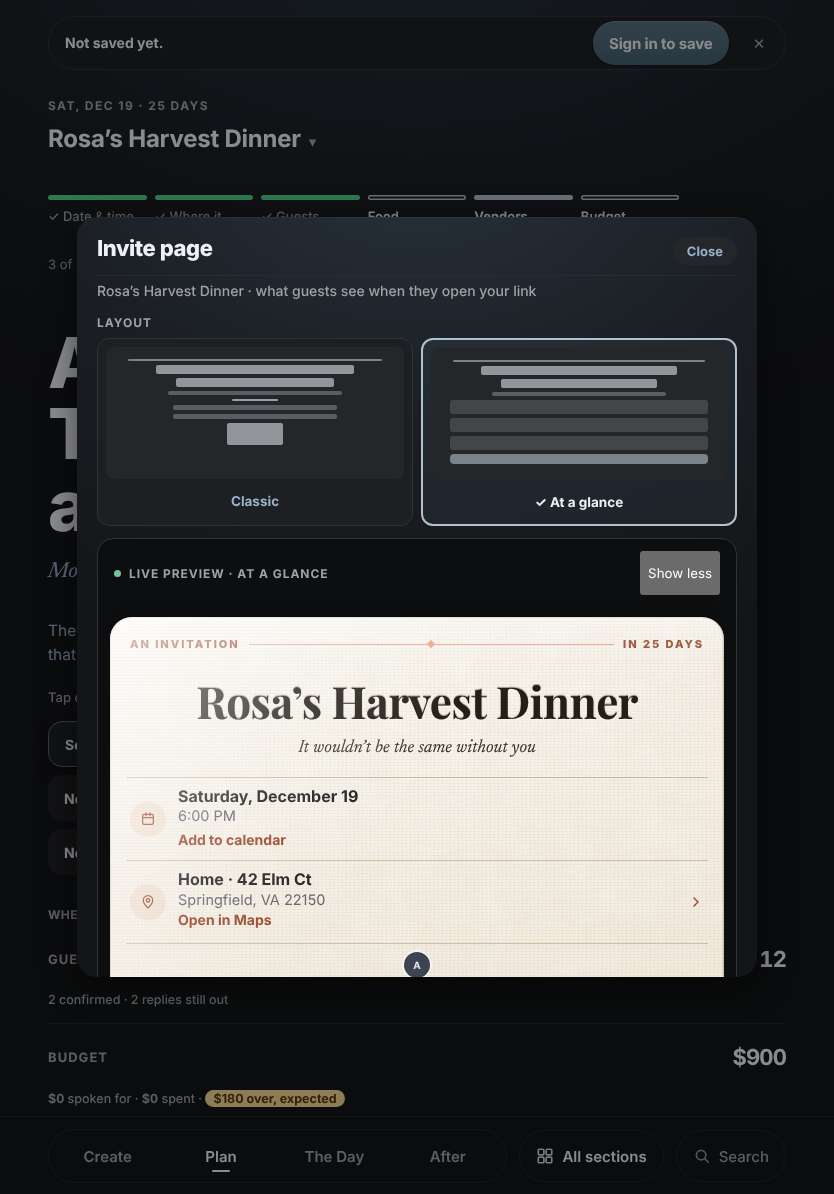 Not saved yet.
Sign in to save
SAT, DEC 19 · 25 DAYS
Rosa's Harvest Dinner
✓ Date & time
✓ Where it
✓ Guests
Food
Vendors
Budget
3 of
Invite page
Close
Rosa's Harvest Dinner · what guests see when they open your link
LAYOUT
Classic
✓ At a glance
LIVE PREVIEW · AT A GLANCE
Show less
AN INVITATION
IN 25 DAYS
Rosa's Harvest Dinner
It wouldn't be the same without you
Saturday, December 19
6:00 PM
Add to calendar
Home · 42 Elm Ct
Springfield, VA 22150
Open in Maps
A
The
that
Tap
WHE
GUE
12
2 confirmed · 2 replies still out
BUDGET
$900
$0 spoken for · $0 spent · $180 over, expected
Create
Plan
The Day
After
All sections
Search